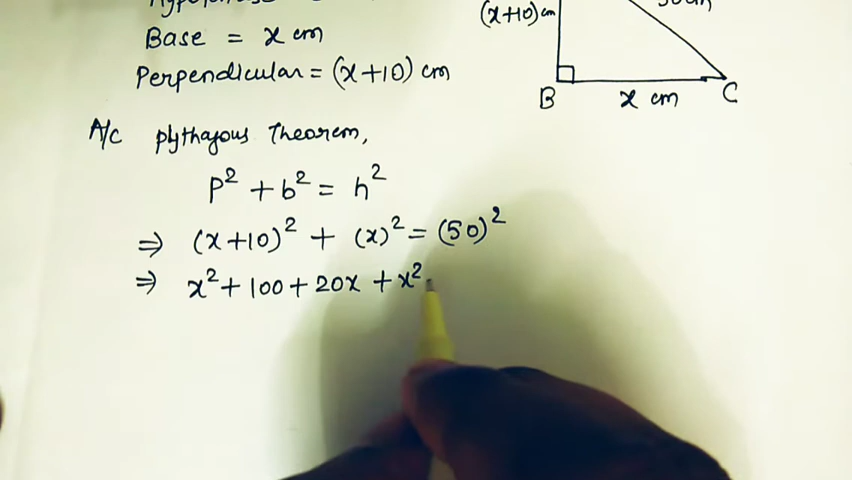 (x+10) cm
Base = x cm
Perpendicular = (x+10) cm
B x cm C
A/c plythagous Theorem,
P² + b² = h²
⇒ (x+10)² + (x)² = (50)²
⇒ x² + 100 + 20x + x²